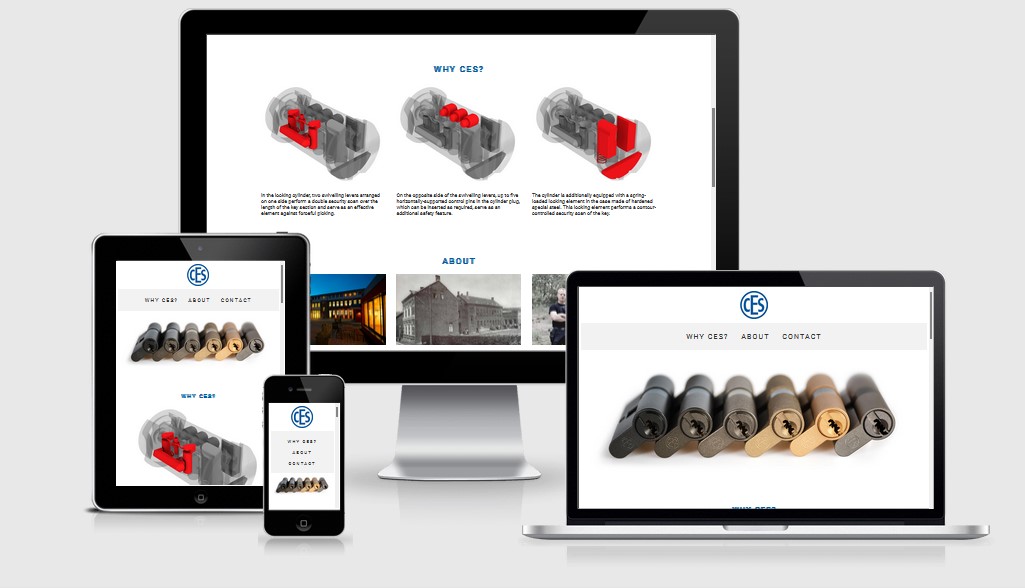 WHY CES?
In the locking cylinder, two swivelling levers arranged
on one side perform a double security scan over the
length of the key section and serve as an effective
element against forceful picking.
On the opposite side of the swivelling levers, up to five
horizontally-supported control pins in the cylinder plug,
which can be inserted as required, serve as an
additional safety feature.
The cylinder is additionally equipped with a spring-
loaded locking element in the case made of hardened
special steel. This locking element performs a contour-
controlled security scan of the key.
ABOUT
CES
WHY CES? ABOUT CONTACT
WHY CES?
CES
WHY CES?
ABOUT
CONTACT
CES
WHY CES? ABOUT CONTACT
WHY CES?